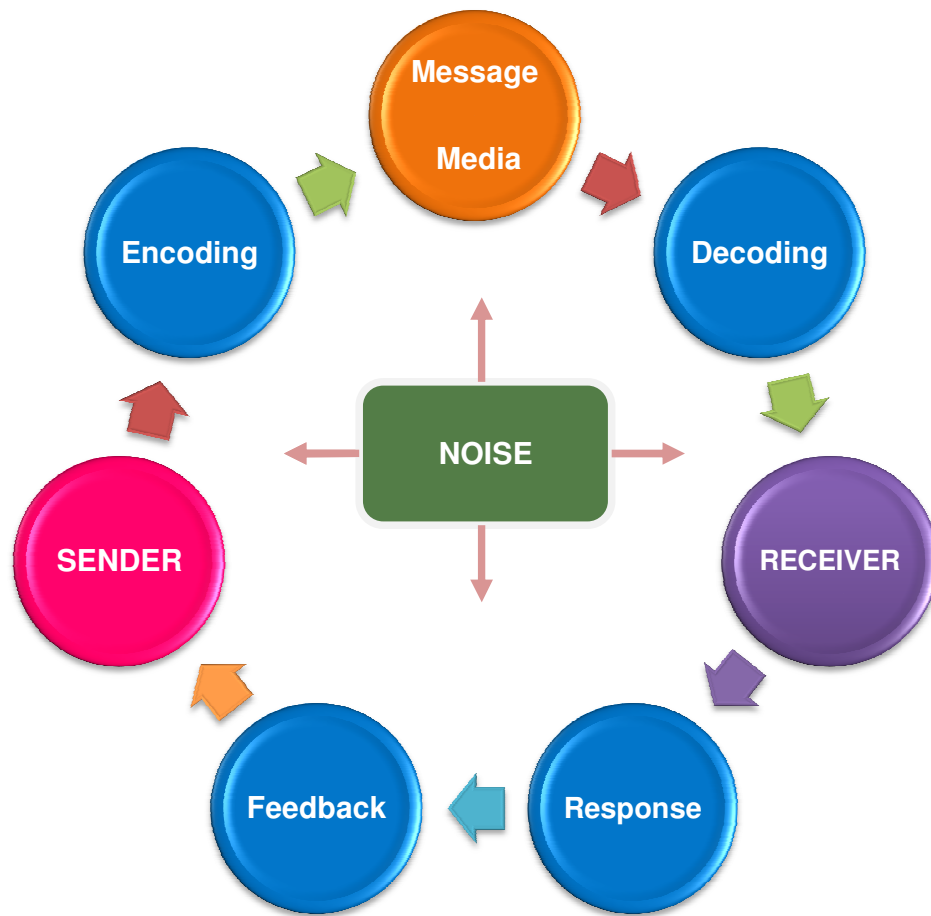 Message
Media
Encoding
Decoding
NOISE
SENDER
RECEIVER
Feedback
Response